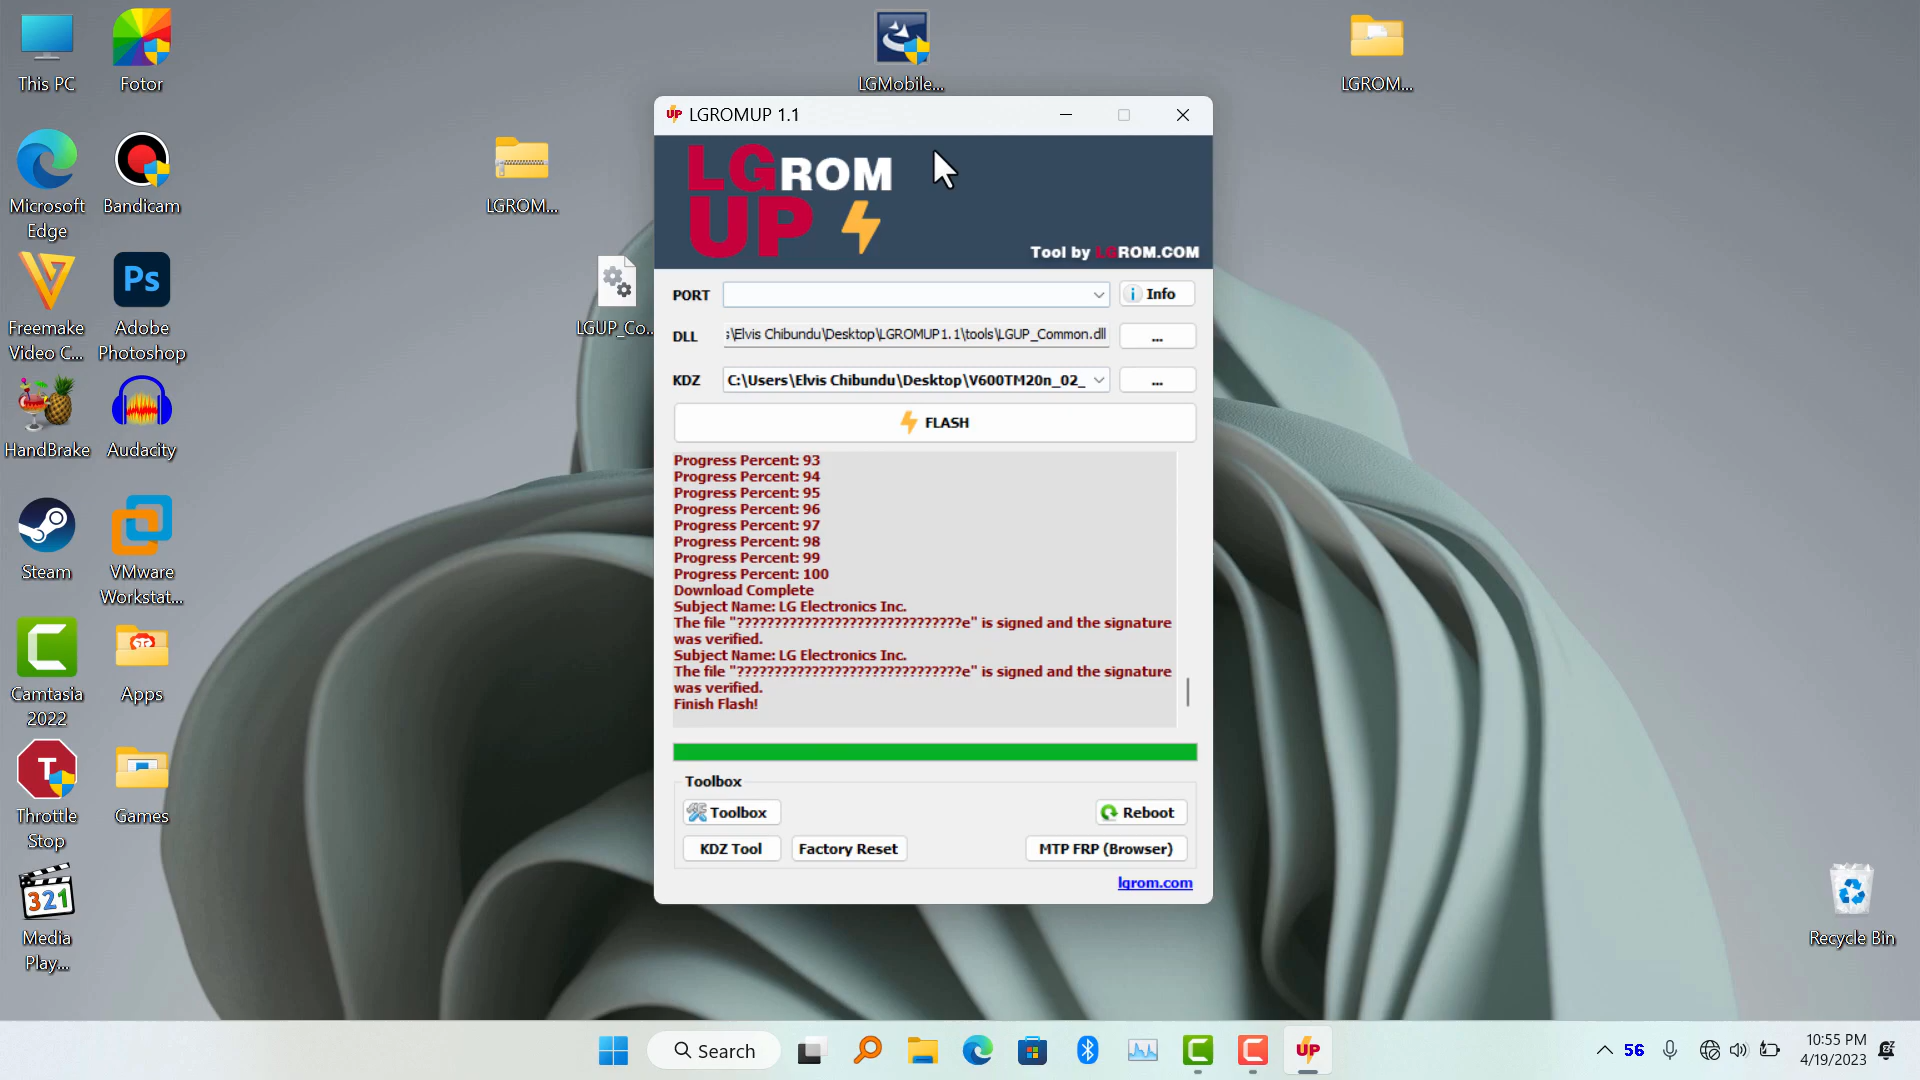 This PC
Fotor
LGMobile...
LGROM...
Microsoft
Edge
Bandicam
LGROM...
Freemake
Video C...
Ps
Adobe
Photoshop
LGUP_Co...
HandBrake
Audacity
Steam
VMware
Workstat...
Camtasia
2022
Apps
T
Throttle
Stop
Games
321
Media
Play...
Recycle Bin
UP LGROMUP 1.1
LGROM
UP
Tool by LGROM.COM
PORT
Info
DLL
s\Elvis Chibundu\Desktop\LGROMUP1.1\tools\LGUP_Common.dll
...
KDZ
C:\Users\Elvis Chibundu\Desktop\V600TM20n_02_
...
FLASH
Progress Percent: 93
Progress Percent: 94
Progress Percent: 95
Progress Percent: 96
Progress Percent: 97
Progress Percent: 98
Progress Percent: 99
Progress Percent: 100
Download Complete
Subject Name: LG Electronics Inc.
The file "??????????????????????????????e" is signed and the signature
was verified.
Subject Name: LG Electronics Inc.
The file "??????????????????????????????e" is signed and the signature
was verified.
Finish Flash!
Toolbox
Toolbox
Reboot
KDZ Tool
Factory Reset
MTP FRP (Browser)
lgrom.com
Search
UP
56
10:55 PM
4/19/2023